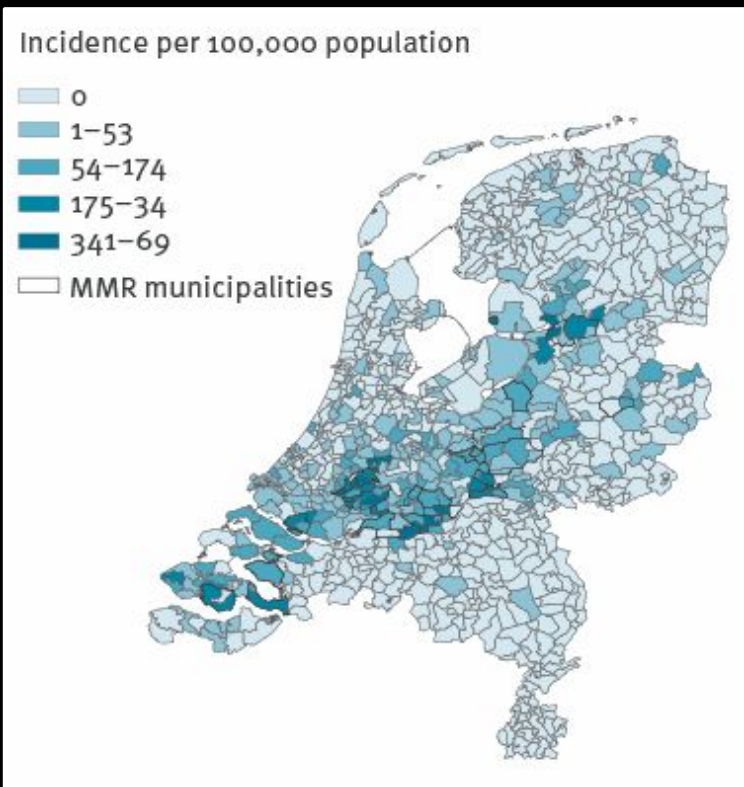 Incidence per 100,000 population
0
1–53
54–174
175–34
341–69
MMR municipalities